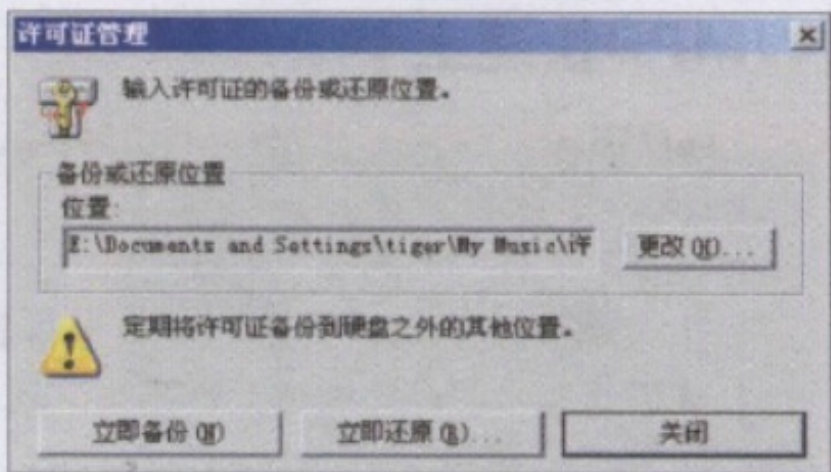 许可证管理
输入许可证的备份或还原位置。
备份或还原位置
位置:
E:\Documents and Settings\tiger\My Music\许
更改(H)...
定期将许可证备份到硬盘之外的其他位置。
立即备份(N)
立即还原(R)...
关闭